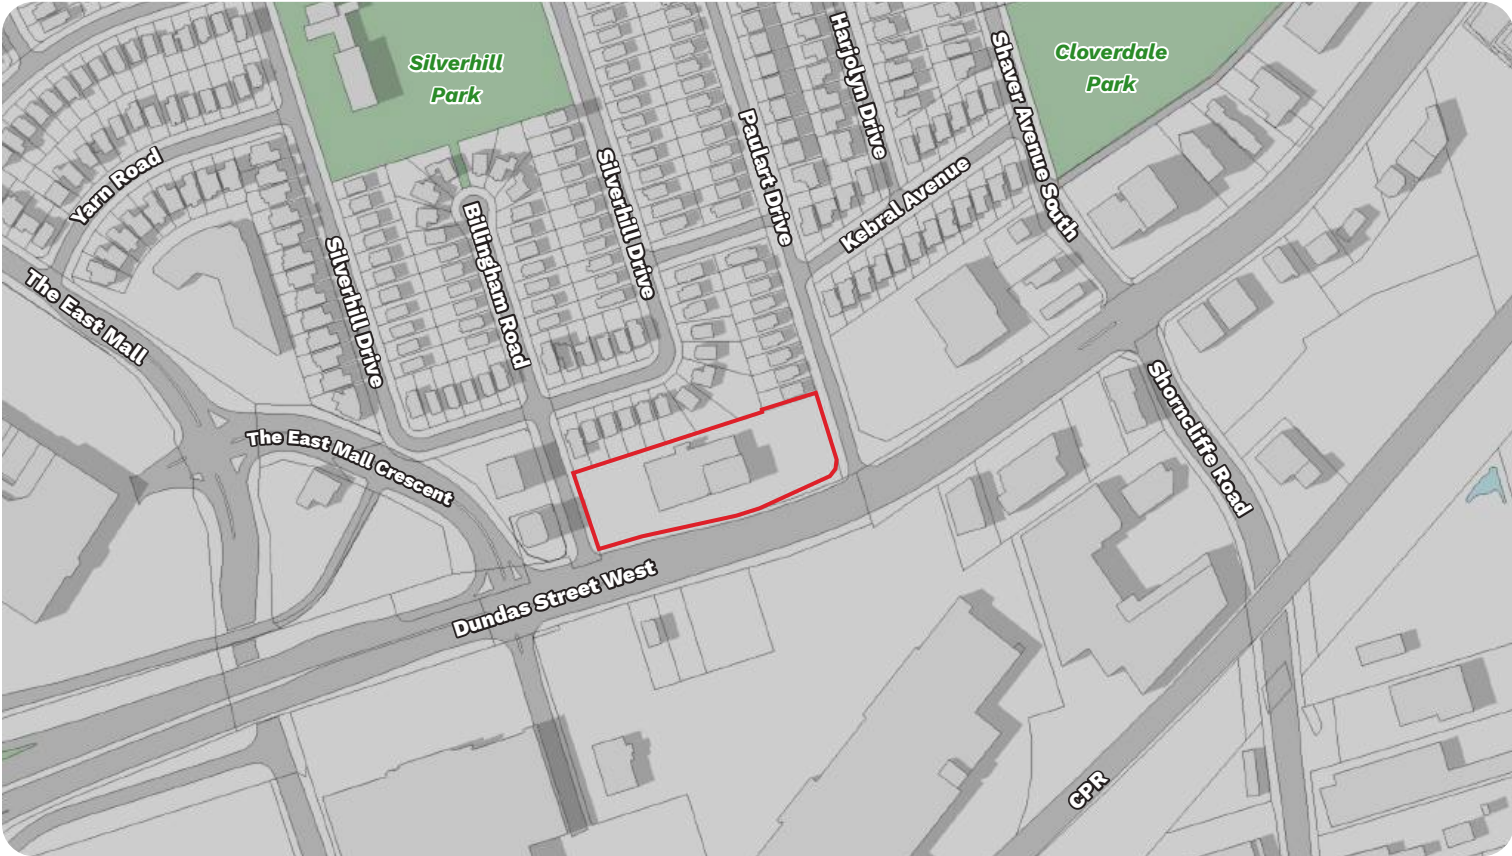 Silverhill
Park
Cloverdale
Park
Harjolyn Drive
Shaver Avenue South
Paulart Drive
Yarn Road
Silverhill Drive
Kebral Avenue
Billingham Road
Silverhill Drive
The East Mall
The East Mall Crescent
Shorncliffe Road
Dundas Street West
CPR